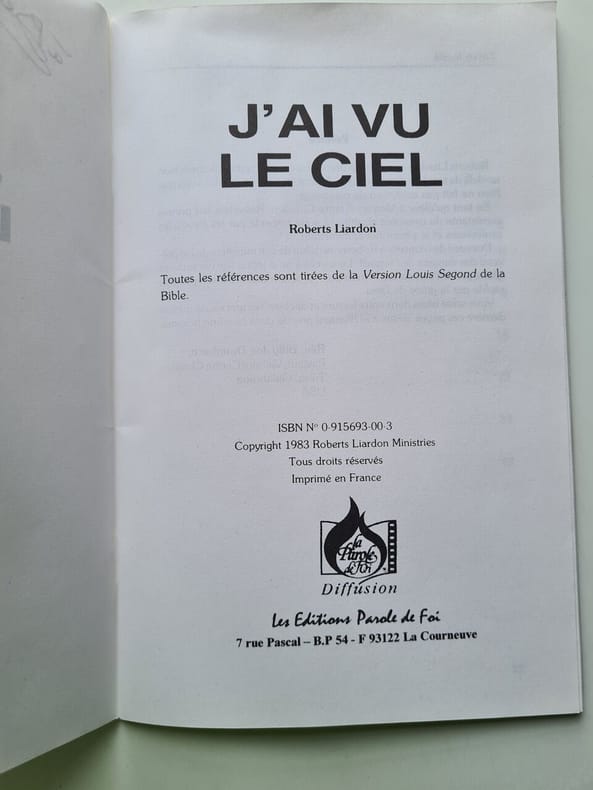 J'AI VU
LE CIEL
Roberts Liardon
Toutes les références sont tirées de la Version Louis Segond de la
Bible.
ISBN N° 0-915693-00-3
Copyright 1983 Roberts Liardon Ministries
Tous droits réservés
Imprimé en France
la
Parole
de Foi
Diffusion
Les Editions Parole de Foi
7 rue Pascal – B.P 54 - F 93122 La Courneuve